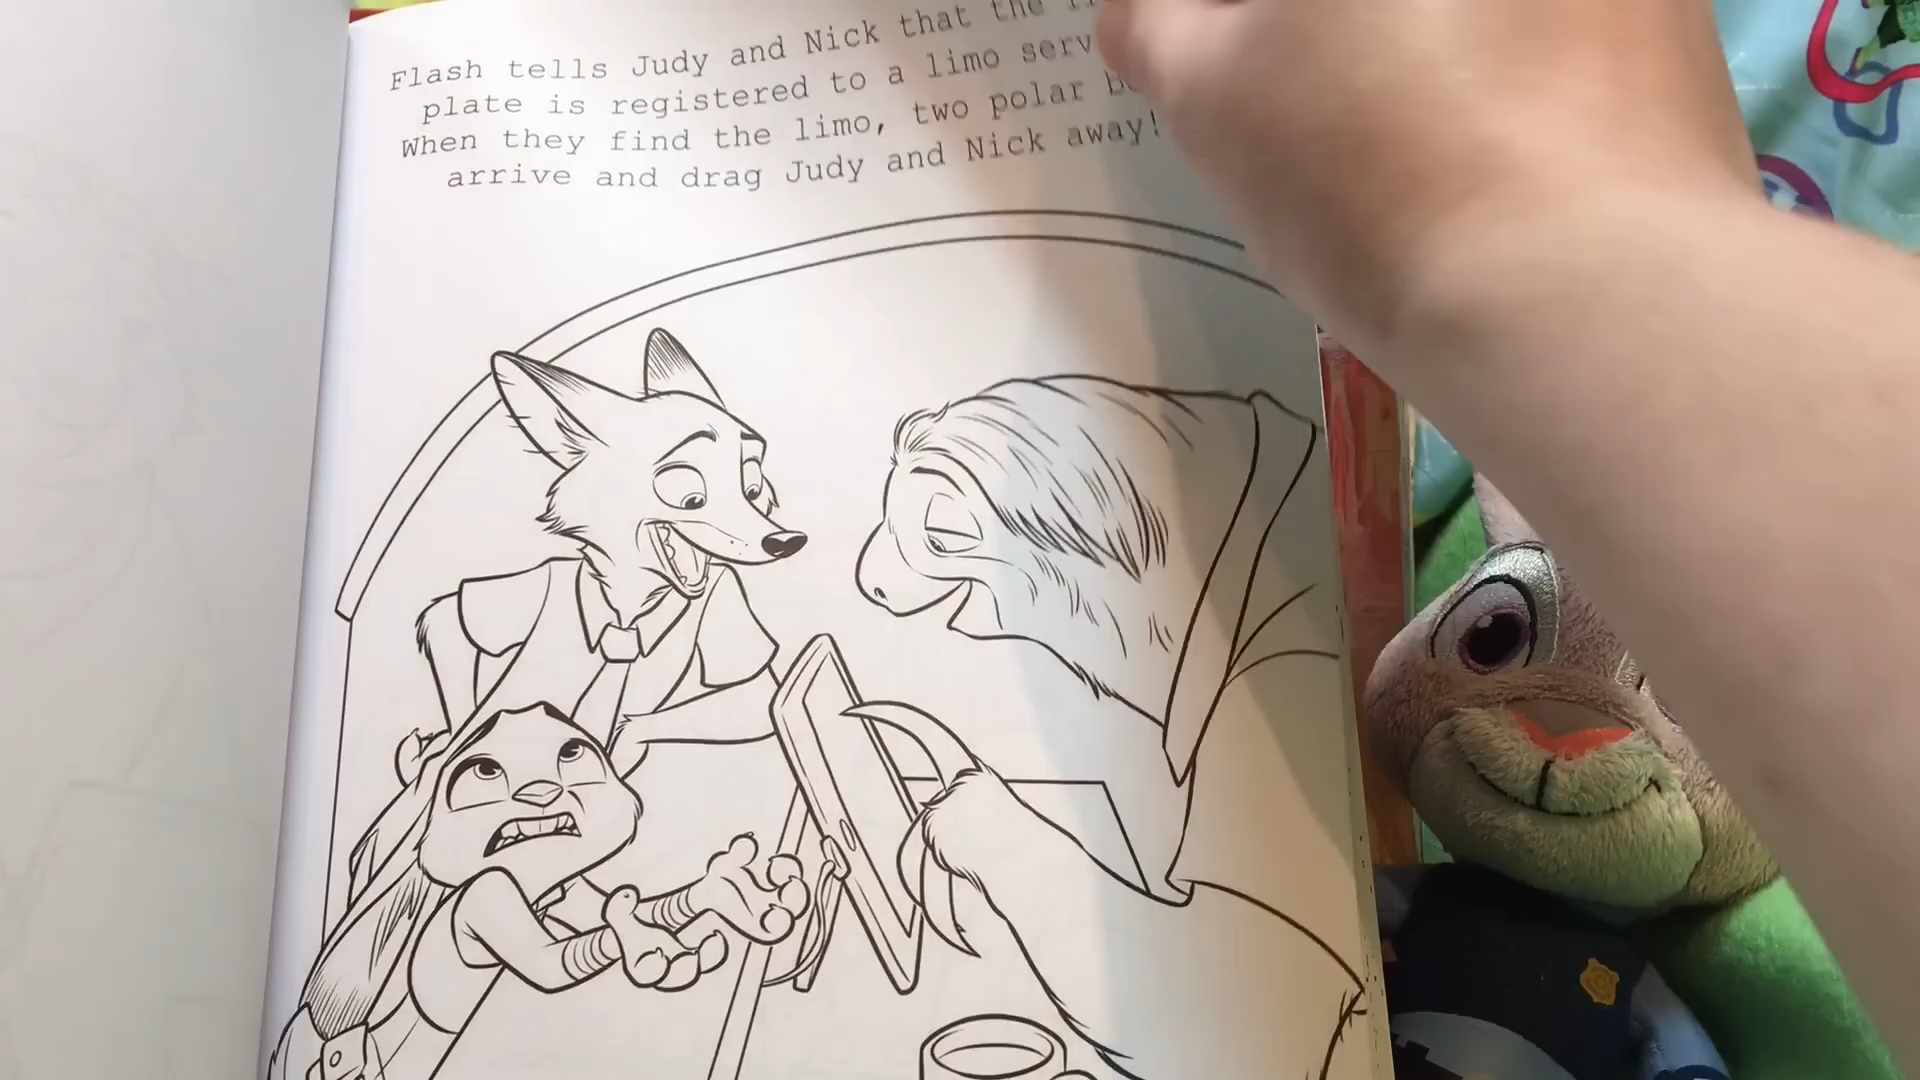 Flash tells Judy and Nick that the
plate is registered to a limo
When they find the limo, two polar
arrive and drag Judy and Nick away!